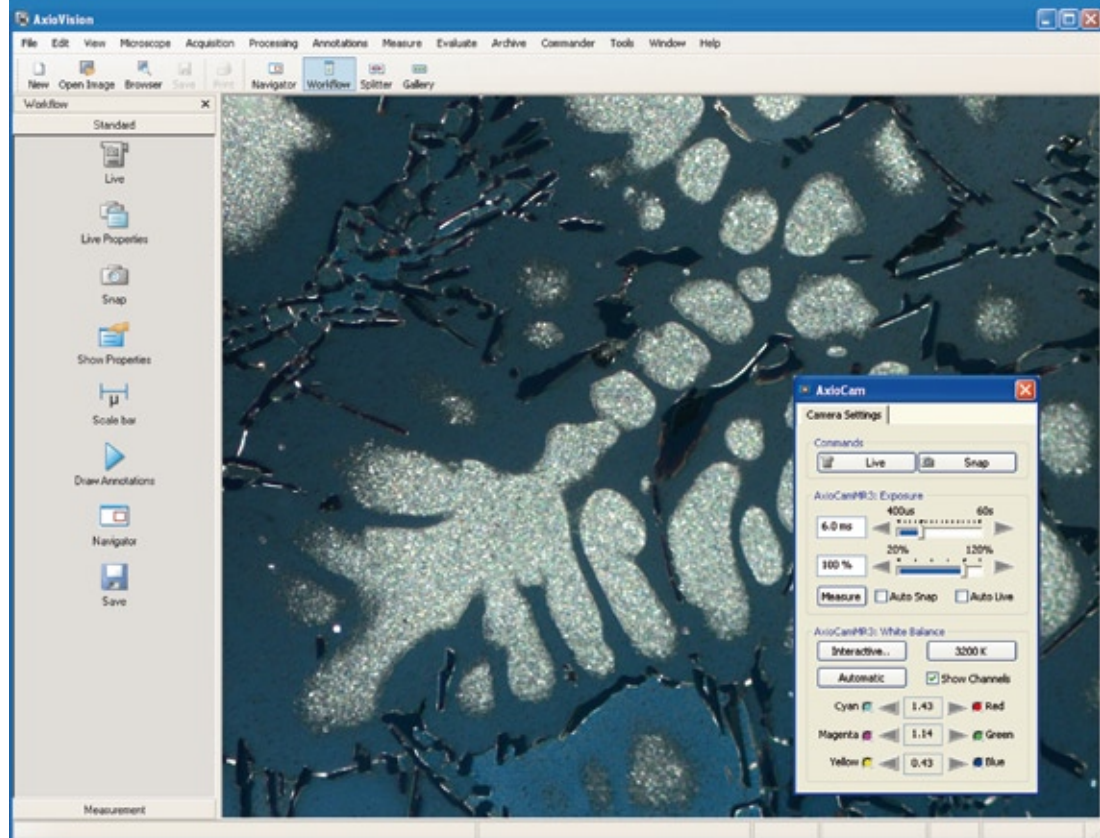 AxioVision
File Edit View Microscope Acquisition Processing Annotations Measure Evaluate Archive Commander Tools Window Help
New Open Image Browser Save Print Navigator Workflow Splitter Gallery
Workflow
Standard
Live
Live Properties
Snap
Show Properties
µ
Scale bar
Draw Annotations
Navigator
Save
Measurement
AxioCam
Camera Settings
Commands
Live Snap
AxioCamMR3: Exposure
400us 60s
6.0 ms
20% 120%
100 %
Measure Auto Snap Auto Live
AxioCamMR3: White Balance
Interactive.. 3200 K
Automatic Show Channels
Cyan 1.43 Red
Magenta 1.14 Green
Yellow 0.43 Blue